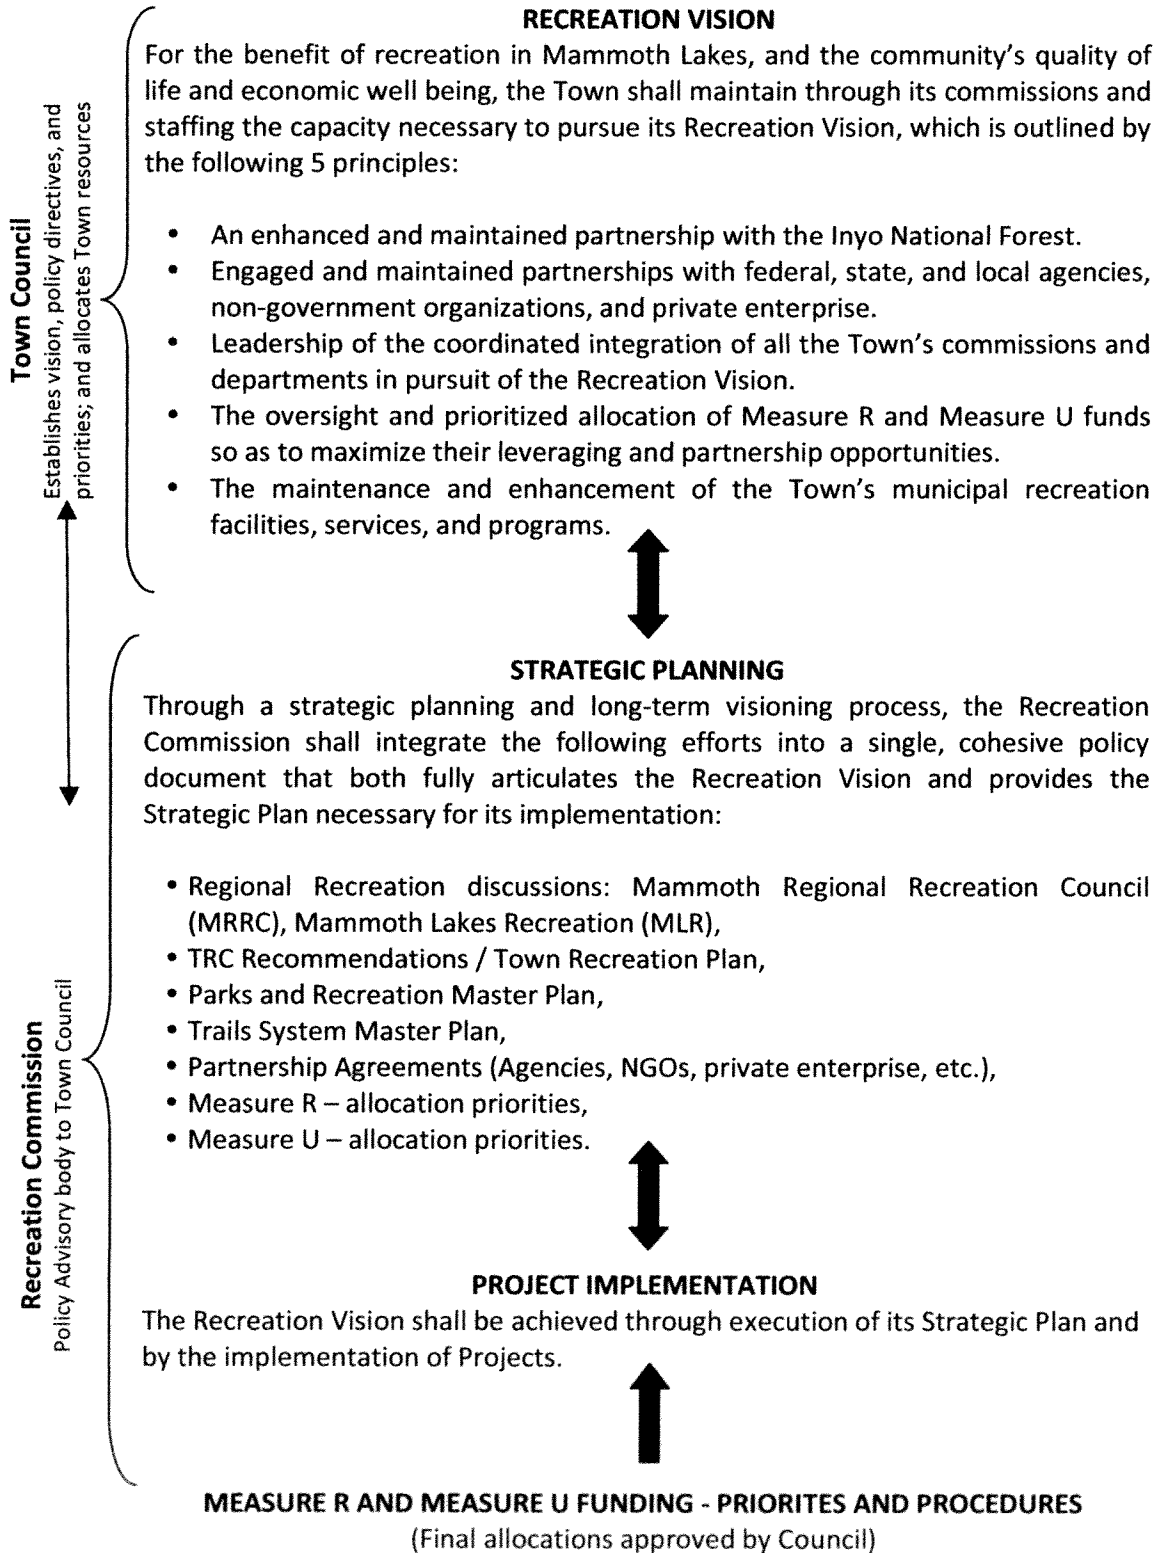 RECREATION VISION
For the benefit of recreation in Mammoth Lakes, and the community's quality of
life and economic well being, the Town shall maintain through its commissions and
staffing the capacity necessary to pursue its Recreation Vision, which is outlined by
the following 5 principles:
• An enhanced and maintained partnership with the Inyo National Forest.
• Engaged and maintained partnerships with federal, state, and local agencies,
non-government organizations, and private enterprise.
• Leadership of the coordinated integration of all the Town's commissions and
departments in pursuit of the Recreation Vision.
• The oversight and prioritized allocation of Measure R and Measure U funds
so as to maximize their leveraging and partnership opportunities.
• The maintenance and enhancement of the Town's municipal recreation
facilities, services, and programs.
Town Council
Establishes vision, policy directives, and
priorities; and allocates Town resources
STRATEGIC PLANNING
Through a strategic planning and long-term visioning process, the Recreation
Commission shall integrate the following efforts into a single, cohesive policy
document that both fully articulates the Recreation Vision and provides the
Strategic Plan necessary for its implementation:
• Regional Recreation discussions: Mammoth Regional Recreation Council
(MRRC), Mammoth Lakes Recreation (MLR),
• TRC Recommendations / Town Recreation Plan,
• Parks and Recreation Master Plan,
• Trails System Master Plan,
• Partnership Agreements (Agencies, NGOs, private enterprise, etc.),
• Measure R – allocation priorities,
• Measure U – allocation priorities.
Recreation Commission
Policy Advisory body to Town Council
PROJECT IMPLEMENTATION
The Recreation Vision shall be achieved through execution of its Strategic Plan and
by the implementation of Projects.
MEASURE R AND MEASURE U FUNDING - PRIORITES AND PROCEDURES
(Final allocations approved by Council)